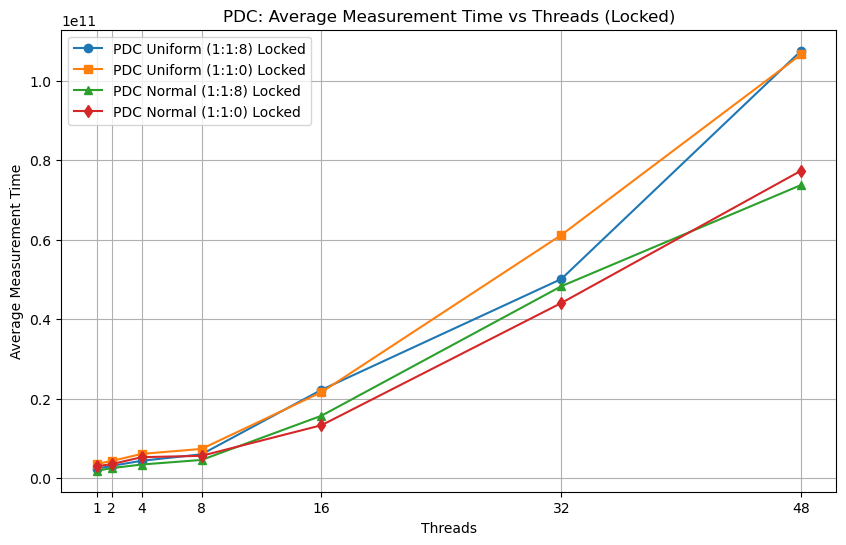 PDC: Average Measurement Time vs Threads (Locked)
1e11
PDC Uniform (1:1:8) Locked
PDC Uniform (1:1:0) Locked
PDC Normal (1:1:8) Locked
PDC Normal (1:1:0) Locked
1.0
0.8
0.6
0.4
0.2
0.0
Average Measurement Time
1 2 4 8 16 32 48
Threads